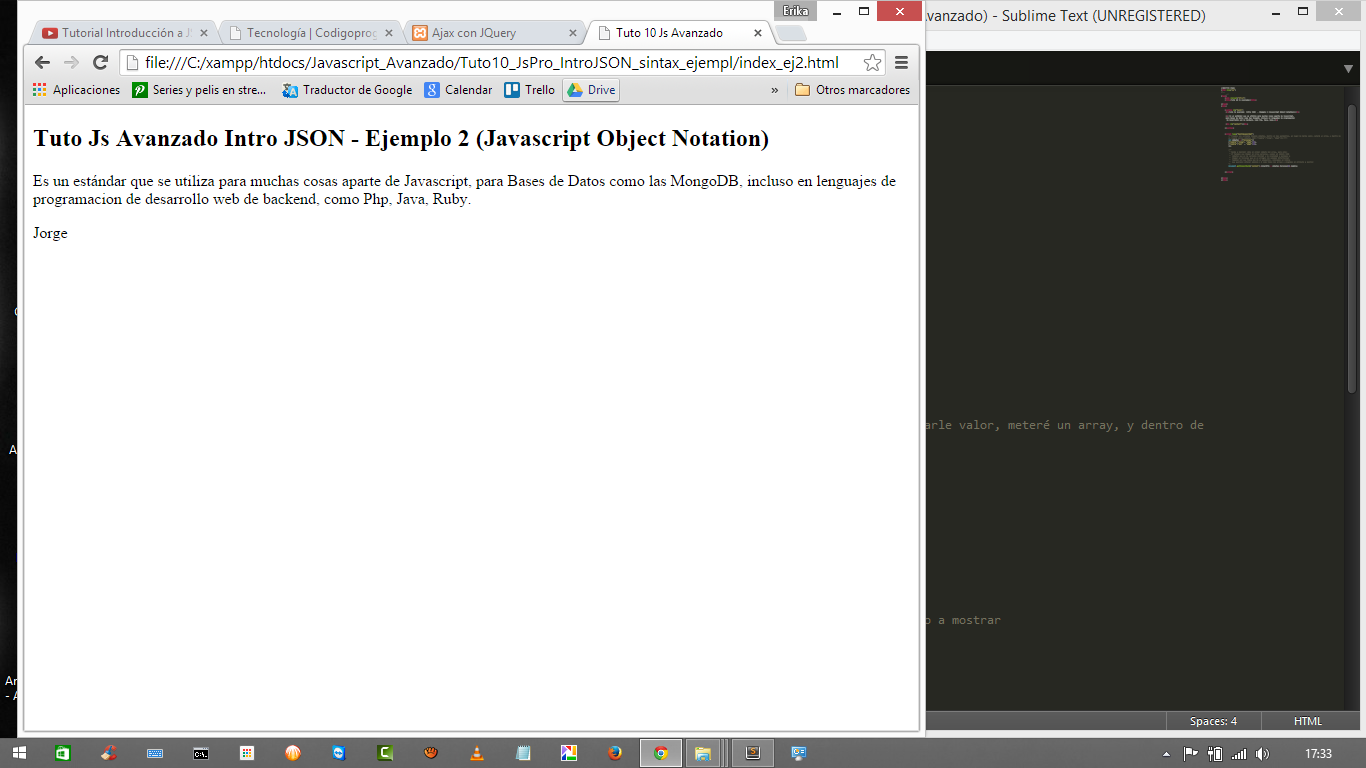 Erika
Avanzado) - Sublime Text (UNREGISTERED)
Tutorial Introducción a JS
Tecnología | Codigoprog
Ajax con JQuery
Tuto 10 Js Avanzado
file:///C:/xampp/htdocs/Javascript_Avanzado/Tuto10_JsPro_IntroJSON_sintax_ejempl/index_ej2.html
Aplicaciones
Series y pelis en stre...
Traductor de Google
Calendar
Trello
Drive
»
Otros marcadores
Tuto Js Avanzado Intro JSON - Ejemplo 2 (Javascript Object Notation)
Es un estándar que se utiliza para muchas cosas aparte de Javascript, para Bases de Datos como las MongoDB, incluso en lenguajes de
programacion de desarrollo web de backend, como Php, Java, Ruby.
Jorge
arle valor, meteré un array, y dentro de
o a mostrar
Spaces: 4
HTML
17:33